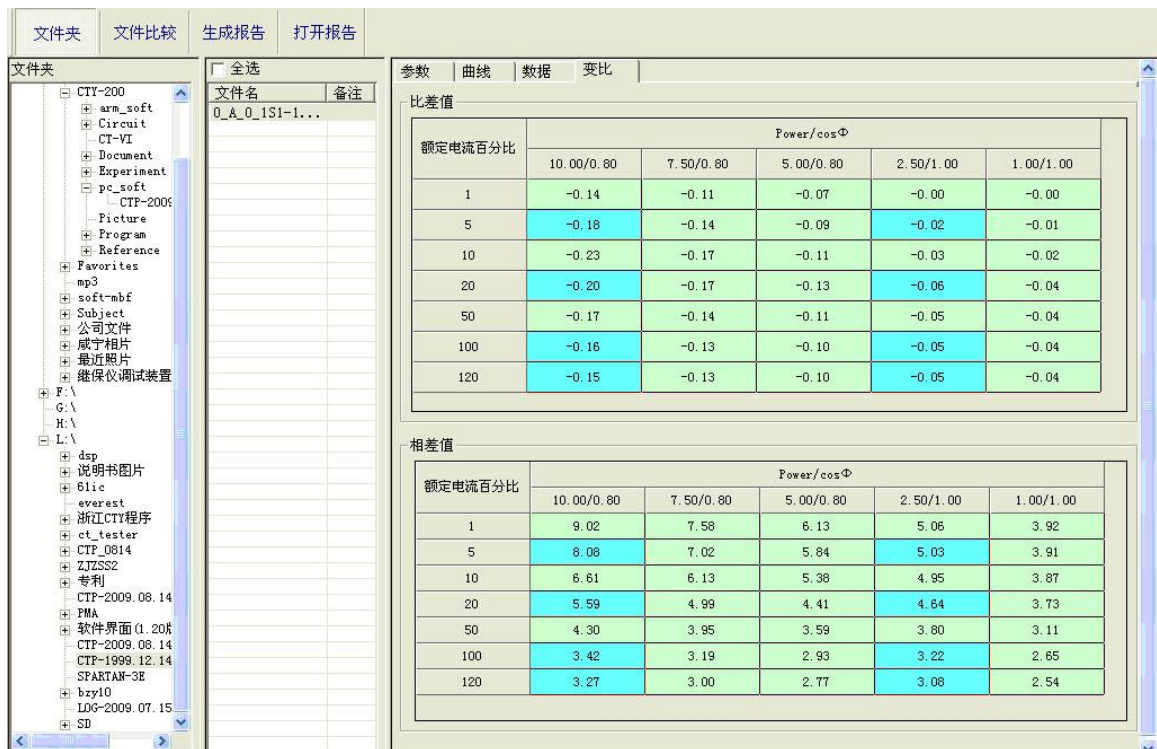 文件夹 文件比较 生成报告 打开报告
文件夹
CTY-200
arm_soft
Circuit
CT-VI
Document
Experiment
pc_soft
CTP-2009
Picture
Program
Reference
Favorites
mp3
soft-mbf
Subject
公司文件
咸宁相片
最近照片
继保仪调试装置
F:\
G:\
H:\
L:\
dsp
说明书图片
61ic
everest
浙江CTY程序
ct_tester
CTP_0814
ZJZSS2
专利
CTP-2009.08.14
PMA
软件界面(1.20版
CTP-2009.08.14
CTP-1999.12.14
SPARTAN-3E
bzy10
LOG-2009.07.15
SD
全选
文件名 备注
0_A_0_1S1-1...
参数 曲线 数据 变比
比差值
额定电流百分比 Power/cosΦ
10.00/0.80 7.50/0.80 5.00/0.80 2.50/1.00 1.00/1.00
1 -0.14 -0.11 -0.07 -0.00 -0.00
5 -0.18 -0.14 -0.09 -0.02 -0.01
10 -0.23 -0.17 -0.11 -0.03 -0.02
20 -0.20 -0.17 -0.13 -0.06 -0.04
50 -0.17 -0.14 -0.11 -0.05 -0.04
100 -0.16 -0.13 -0.10 -0.05 -0.04
120 -0.15 -0.13 -0.10 -0.05 -0.04
相差值
额定电流百分比 Power/cosΦ
10.00/0.80 7.50/0.80 5.00/0.80 2.50/1.00 1.00/1.00
1 9.02 7.58 6.13 5.06 3.92
5 8.08 7.02 5.84 5.03 3.91
10 6.61 6.13 5.38 4.95 3.87
20 5.59 4.99 4.41 4.64 3.73
50 4.30 3.95 3.59 3.80 3.11
100 3.42 3.19 2.93 3.22 2.65
120 3.27 3.00 2.77 3.08 2.54